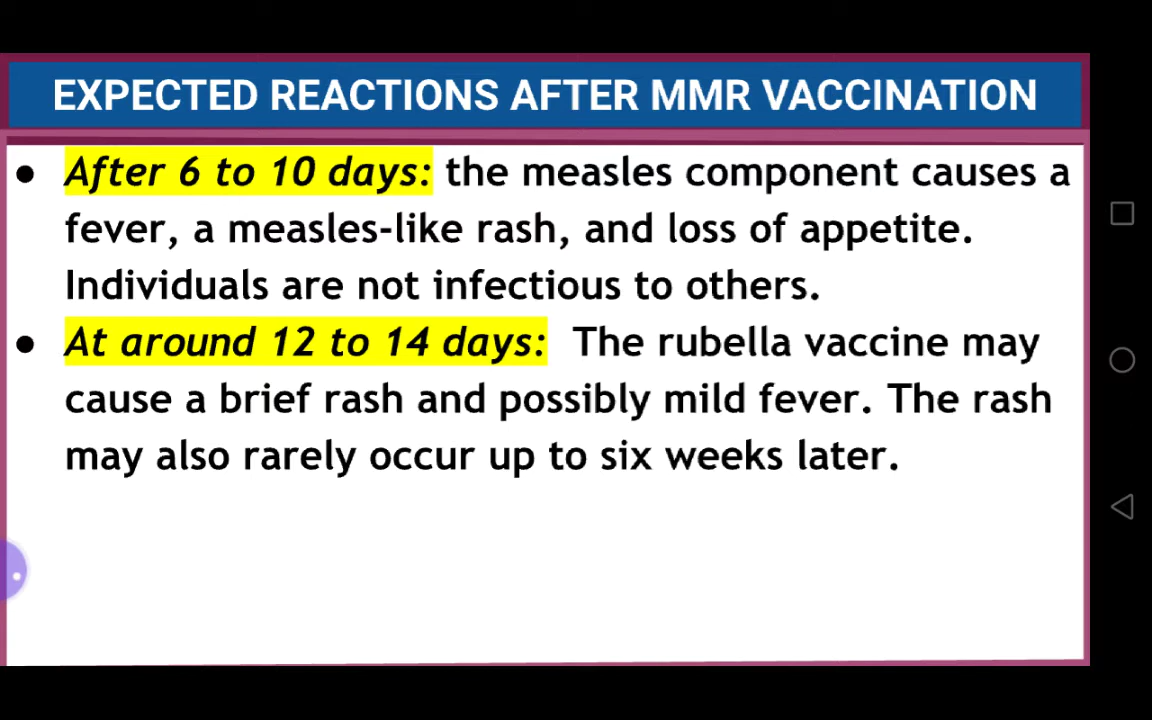 EXPECTED REACTIONS AFTER MMR VACCINATION
● After 6 to 10 days: the measles component causes a
fever, a measles-like rash, and loss of appetite.
Individuals are not infectious to others.
● At around 12 to 14 days: The rubella vaccine may
cause a brief rash and possibly mild fever. The rash
may also rarely occur up to six weeks later.